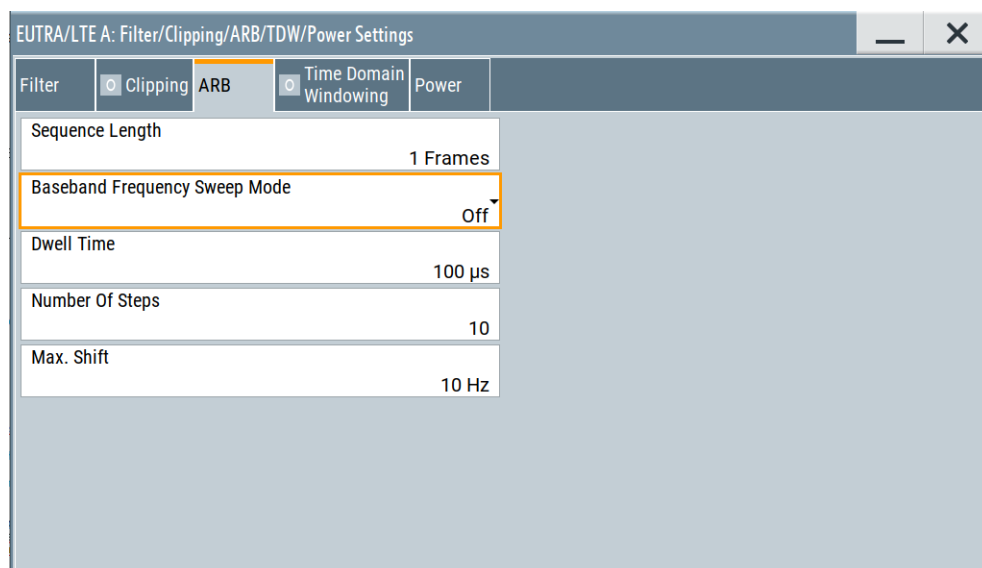 EUTRA/LTE A: Filter/Clipping/ARB/TDW/Power Settings
Filter
Clipping
ARB
Time Domain
Windowing
Power
Sequence Length
1 Frames
Baseband Frequency Sweep Mode
Off
Dwell Time
100 µs
Number Of Steps
10
Max. Shift
10 Hz